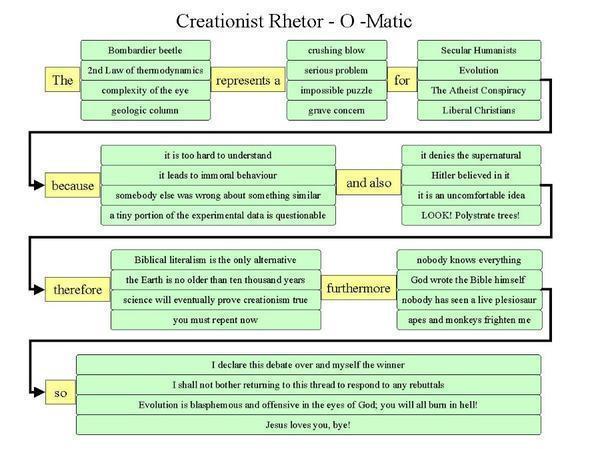 Creationist Rhetor - O -Matic
The
Bombardier beetle
2nd Law of thermodynamics
complexity of the eye
geologic column
represents a
crushing blow
serious problem
impossible puzzle
grave concern
for
Secular Humanists
Evolution
The Atheist Conspiracy
Liberal Christians
because
it is too hard to understand
it leads to immoral behaviour
somebody else was wrong about something similar
a tiny portion of the experimental data is questionable
and also
it denies the supernatural
Hitler believed in it
it is an uncomfortable idea
LOOK! Polystrate trees!
therefore
Biblical literalism is the only alternative
the Earth is no older than ten thousand years
science will eventually prove creationism true
you must repent now
furthermore
nobody knows everything
God wrote the Bible himself
nobody has seen a live plesiosaur
apes and monkeys frighten me
so
I declare this debate over and myself the winner
I shall not bother returning to this thread to respond to any rebuttals
Evolution is blasphemous and offensive in the eyes of God; you will all burn in hell!
Jesus loves you, bye!